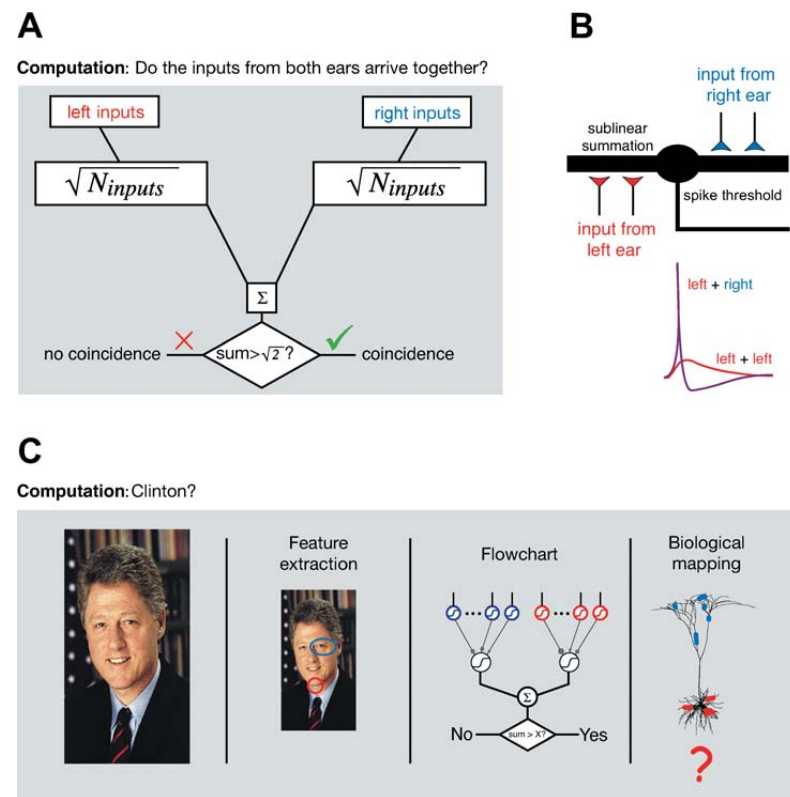 A
Computation: Do the inputs from both ears arrive together?
left inputs
right inputs
√Ninputs
√Ninputs
Σ
no coincidence
sum>√2?
coincidence
B
input from
right ear
sublinear
summation
spike threshold
input from
left ear
left + right
left + left
C
Computation: Clinton?
Feature
extraction
Flowchart
Σ
No
sum > X?
Yes
Biological
mapping
?